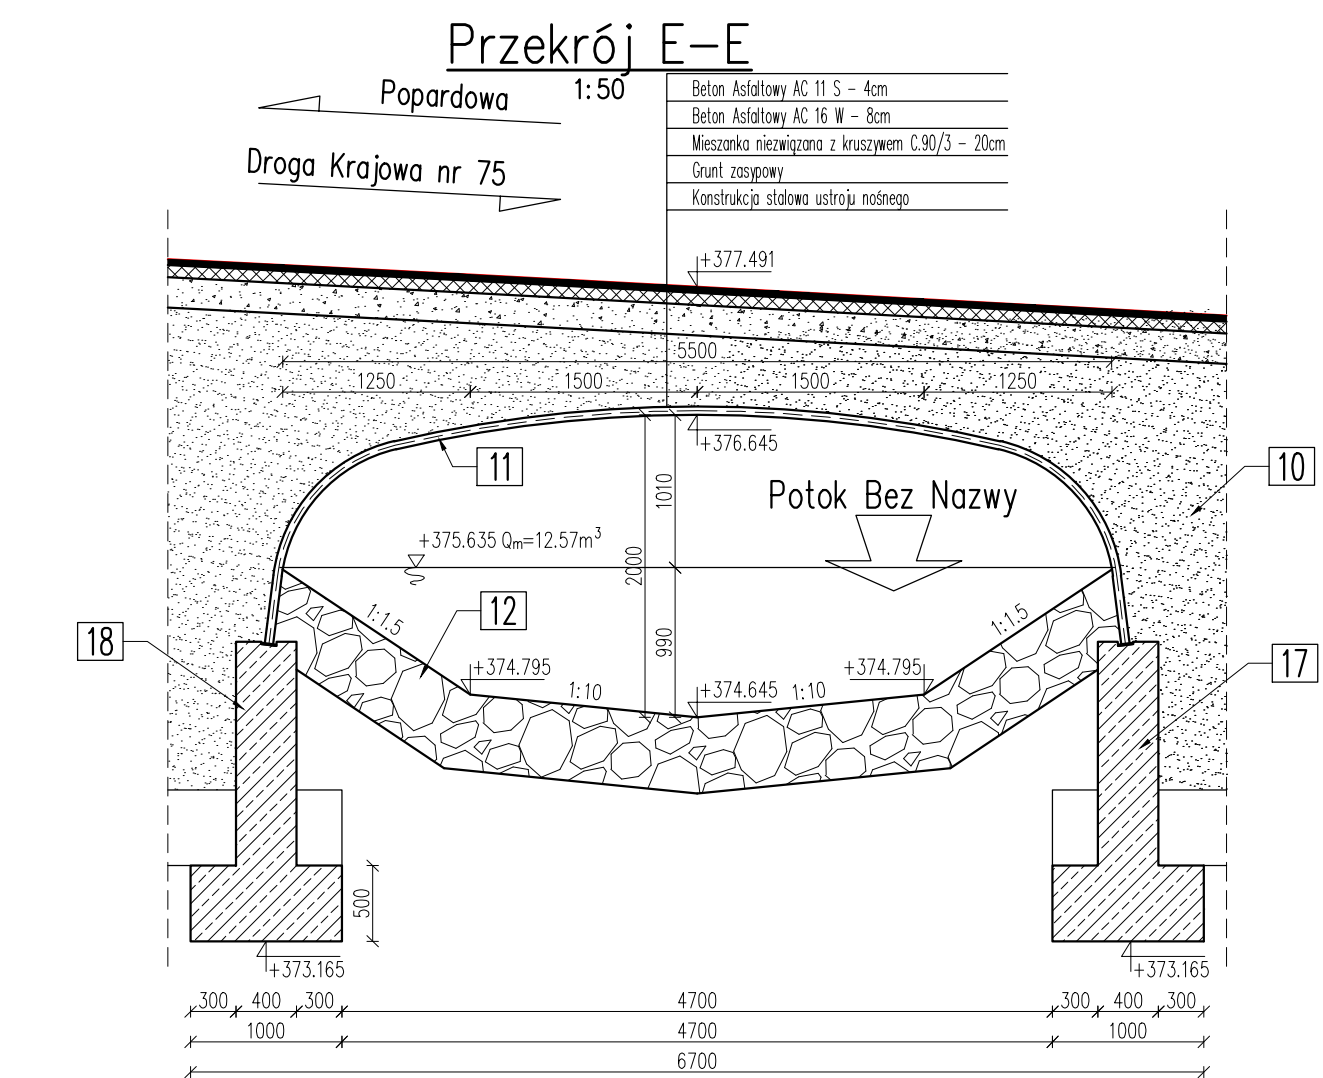 Przekrój E-E
1:50
Popardowa
Droga Krajowa nr 75
Beton Asfaltowy AC 11 S - 4cm
Beton Asfaltowy AC 16 W - 8cm
Mieszanka niezwiązana z kruszywem C.90/3 - 20cm
Grunt zasypowy
Konstrukcja stalowa ustroju nośnego
+377.491
5500
1250 1500 1500 1250
+376.645
11
10
1010
Potok Bez Nazwy
+375.635 Qm=12.57m³
2000
12
1:1.5
1:1.5
990
18
17
+374.795
+374.795
1:10
+374.645
1:10
500
+373.165
+373.165
300 400 300 4700 300 400 300
1000 4700 1000
6700